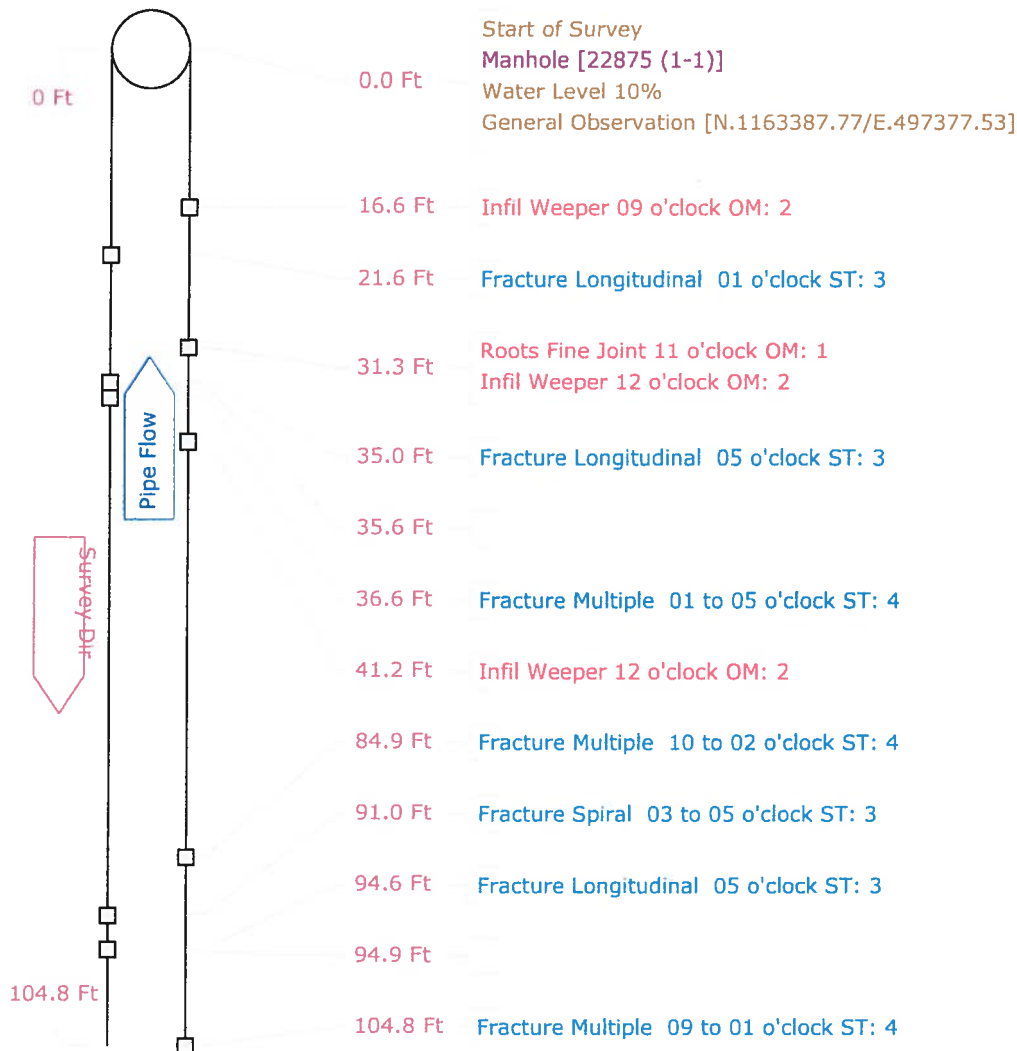 0 Ft
0.0 Ft
Start of Survey
Manhole [22875 (1-1)]
Water Level 10%
General Observation [N.1163387.77/E.497377.53]
16.6 Ft Infil Weeper 09 o'clock OM: 2
21.6 Ft Fracture Longitudinal 01 o'clock ST: 3
31.3 Ft
Roots Fine Joint 11 o'clock OM: 1
Infil Weeper 12 o'clock OM: 2
Pipe Flow
35.0 Ft Fracture Longitudinal 05 o'clock ST: 3
35.6 Ft
Survey Dir
36.6 Ft Fracture Multiple 01 to 05 o'clock ST: 4
41.2 Ft Infil Weeper 12 o'clock OM: 2
84.9 Ft Fracture Multiple 10 to 02 o'clock ST: 4
91.0 Ft Fracture Spiral 03 to 05 o'clock ST: 3
94.6 Ft Fracture Longitudinal 05 o'clock ST: 3
94.9 Ft
104.8 Ft
104.8 Ft Fracture Multiple 09 to 01 o'clock ST: 4